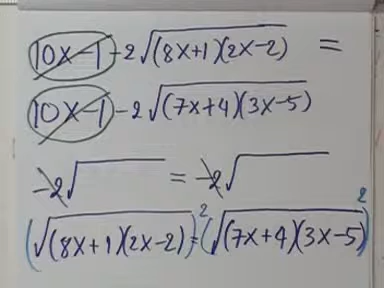 10x-1-2√(8x+1)(2x-2) =
10x-1-2√(7x+4)(3x-5)
-2√ = -2√
(√(8x+1)(2x-2))²=(√(7x+4)(3x-5))²